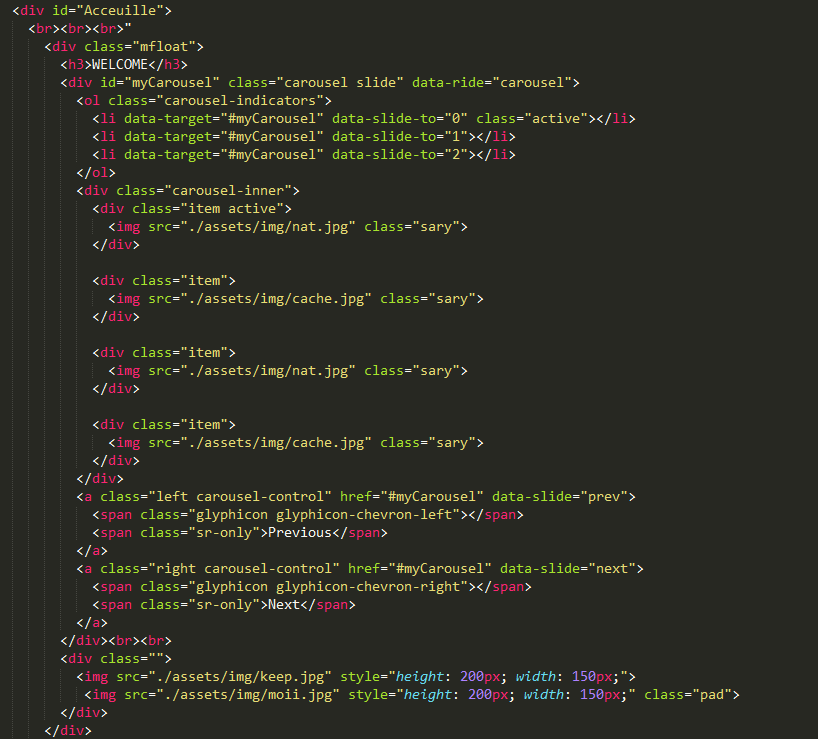 <div id="Acceuille">
<br><br><br>"
<div class="mfloat">
<h3>WELCOME</h3>
<div id="myCarousel" class="carousel slide" data-ride="carousel">
<ol class="carousel-indicators">
<li data-target="#myCarousel" data-slide-to="0" class="active"></li>
<li data-target="#myCarousel" data-slide-to="1"></li>
<li data-target="#myCarousel" data-slide-to="2"></li>
</ol>
<div class="carousel-inner">
<div class="item active">
<img src="./assets/img/nat.jpg" class="sary">
</div>
<div class="item">
<img src="./assets/img/cache.jpg" class="sary">
</div>
<div class="item">
<img src="./assets/img/nat.jpg" class="sary">
</div>
<div class="item">
<img src="./assets/img/cache.jpg" class="sary">
</div>
</div>
<a class="left carousel-control" href="#myCarousel" data-slide="prev">
<span class="glyphicon glyphicon-chevron-left"></span>
<span class="sr-only">Previous</span>
</a>
<a class="right carousel-control" href="#myCarousel" data-slide="next">
<span class="glyphicon glyphicon-chevron-right"></span>
<span class="sr-only">Next</span>
</a>
</div><br><br>
<div class="">
<img src="./assets/img/keep.jpg" style="height: 200px; width: 150px;">
<img src="./assets/img/moii.jpg" style="height: 200px; width: 150px;" class="pad">
</div>
</div>